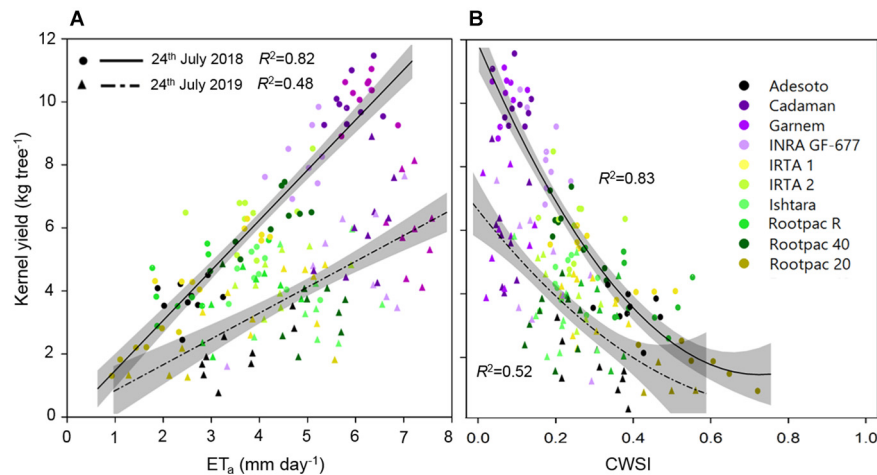 A
B
24th July 2018 R²=0.82
24th July 2019 R²=0.48
12
10
8
6
4
2
0
Kernel yield (kg tree⁻¹)
0 1 2 3 4 5 6 7 8
ETa (mm day⁻¹)
R²=0.83
R²=0.52
Adesoto
Cadaman
Garnem
INRA GF-677
IRTA 1
IRTA 2
Ishtara
Rootpac R
Rootpac 40
Rootpac 20
0.0 0.2 0.4 0.6 0.8 1.0
CWSI